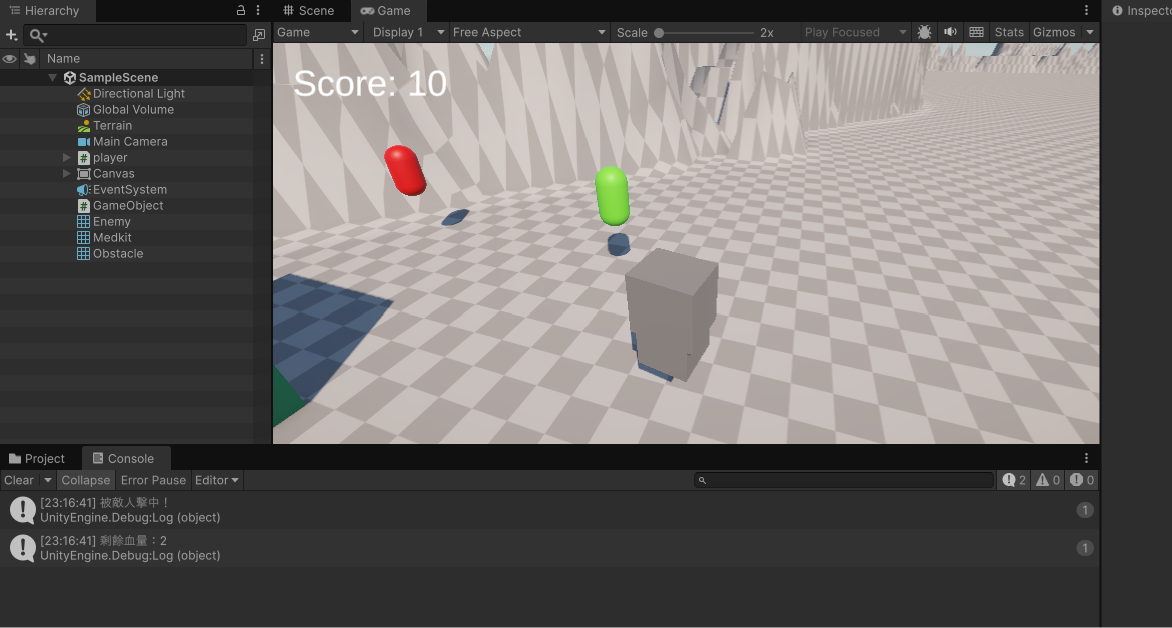 Hierarchy
Name
SampleScene
Directional Light
Global Volume
Terrain
Main Camera
player
Canvas
EventSystem
GameObject
Enemy
Medkit
Obstacle
Scene Game
Game Display 1 Free Aspect Scale 2x Play Focused Stats Gizmos
Score: 10
Inspecto
Project Console
Clear Collapse Error Pause Editor 2 0 0
[23:16:41] 被敵人擊中！
UnityEngine.Debug:Log (object)
1
[23:16:41] 剩餘血量：2
UnityEngine.Debug:Log (object)
1